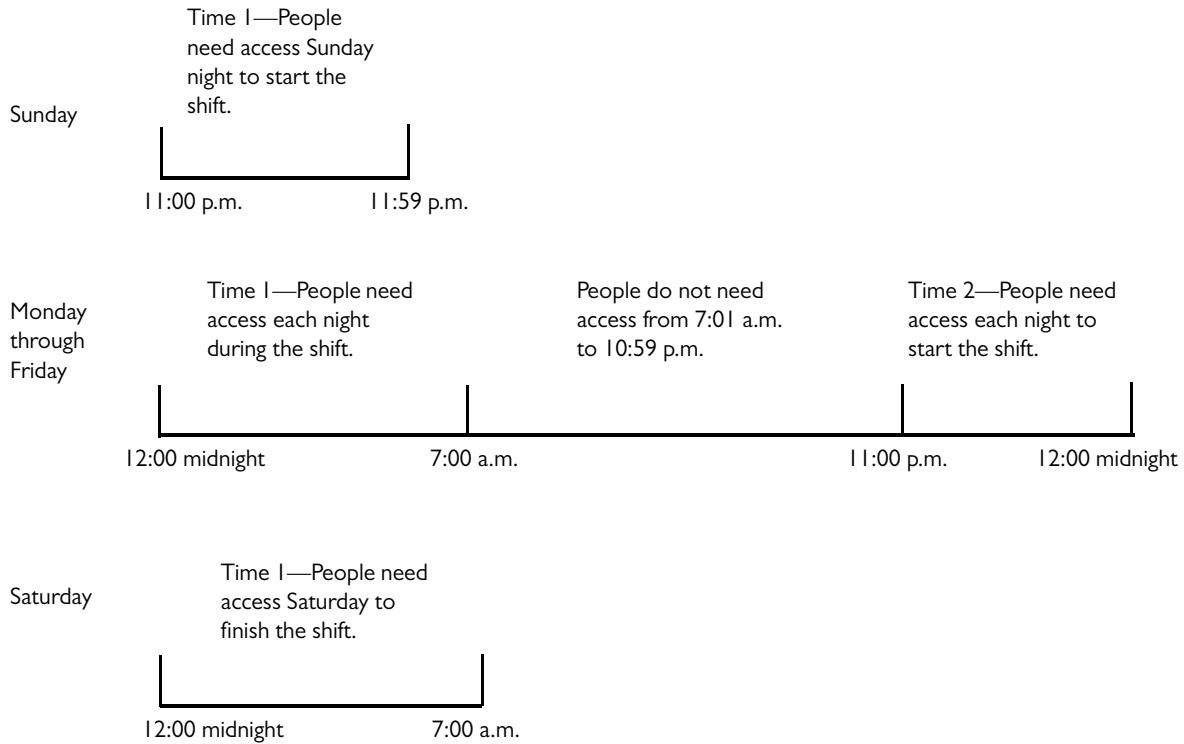 Time 1—People
need access Sunday
night to start the
shift.
Sunday
11:00 p.m.
11:59 p.m.
Monday
through
Friday
Time 1—People need
access each night
during the shift.
People do not need
access from 7:01 a.m.
to 10:59 p.m.
Time 2—People need
access each night to
start the shift.
12:00 midnight
7:00 a.m.
11:00 p.m.
12:00 midnight
Saturday
Time 1—People need
access Saturday to
finish the shift.
12:00 midnight
7:00 a.m.